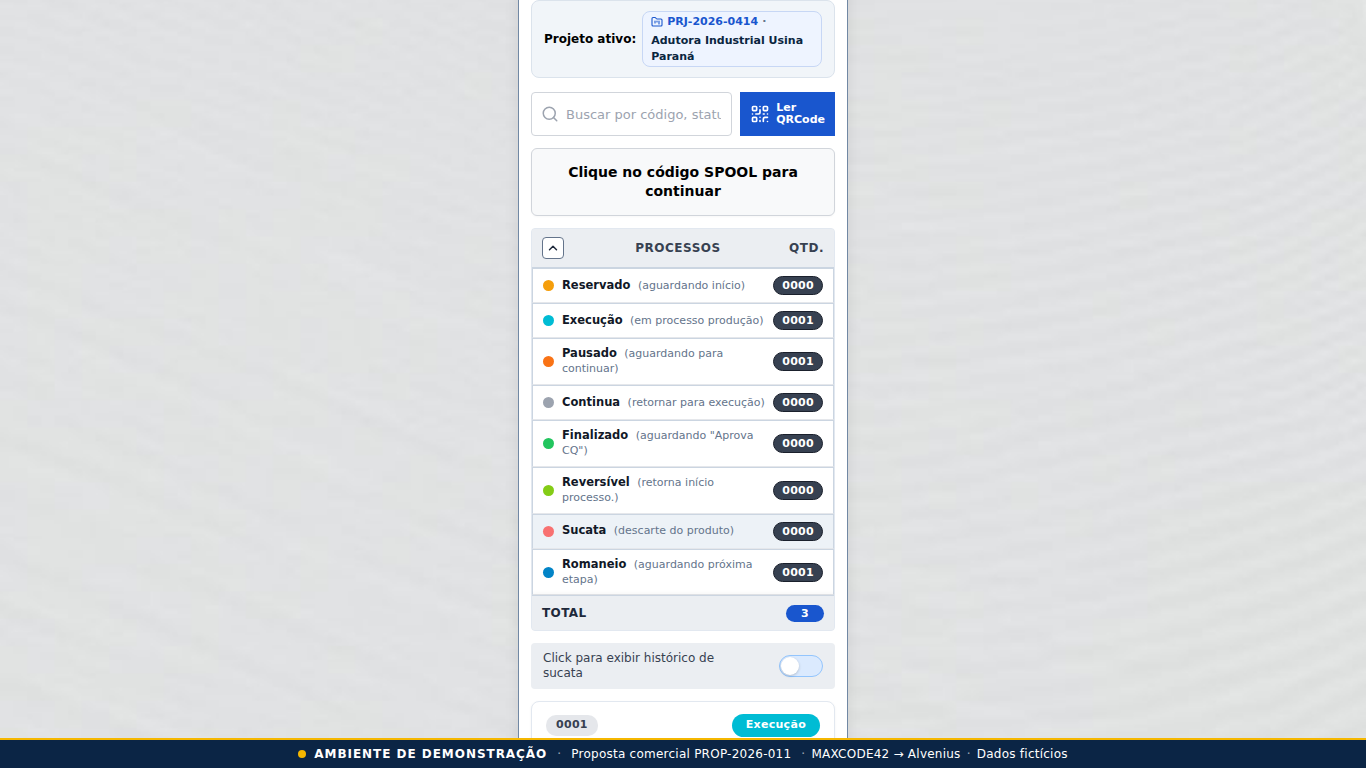 PRJ-2026-0414 ·
Projeto ativo:
Adutora Industrial Usina
Paraná
Buscar por código, statu
Ler
QRCode
Clique no código SPOOL para
continuar
PROCESSOS QTD.
Reservado (aguardando início) 0000
Execução (em processo produção) 0001
Pausado (aguardando para
continuar) 0001
Continua (retornar para execução) 0000
Finalizado (aguardando "Aprova
CQ") 0000
Reversível (retorna início
processo.) 0000
Sucata (descarte do produto) 0000
Romaneio (aguardando próxima
etapa) 0001
TOTAL 3
Click para exibir histórico de
sucata
0001 Execução
AMBIENTE DE DEMONSTRAÇÃO · Proposta comercial PROP-2026-011 · MAXCODE42 → Alvenius · Dados fictícios